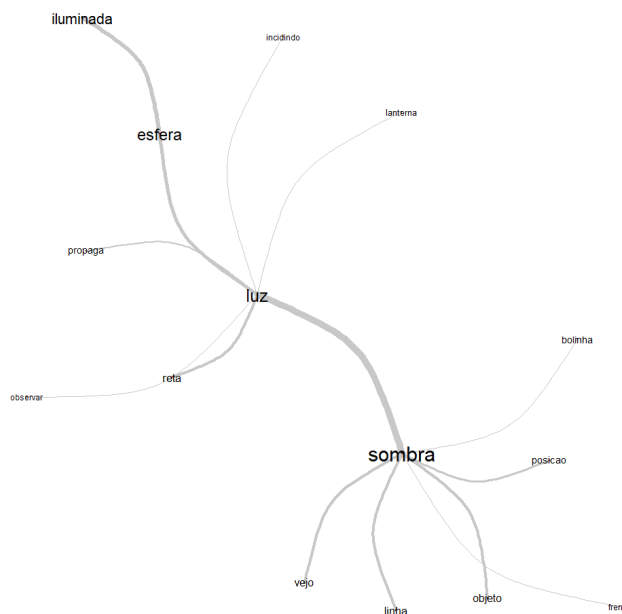 iluminada
incidindo
lanterna
esfera
propaga
luz
bolinha
reta
observar
sombra
posicao
vejo
objeto
linha